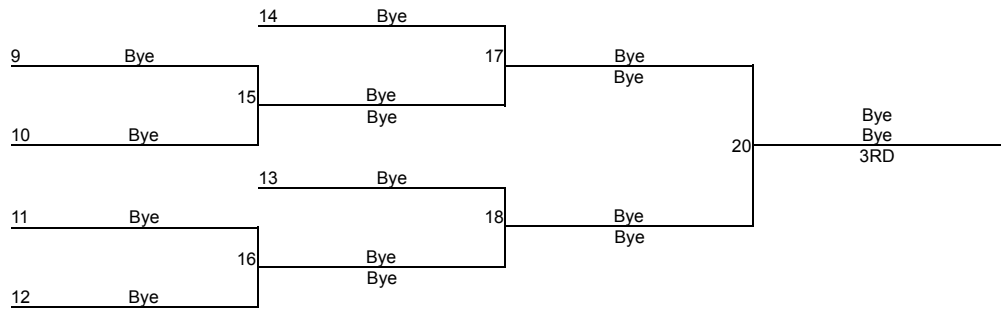 14 Bye
9 Bye
17 Bye
Bye
15 Bye
Bye
10 Bye
20 Bye
Bye
3RD
13 Bye
11 Bye
18 Bye
Bye
16 Bye
Bye
12 Bye